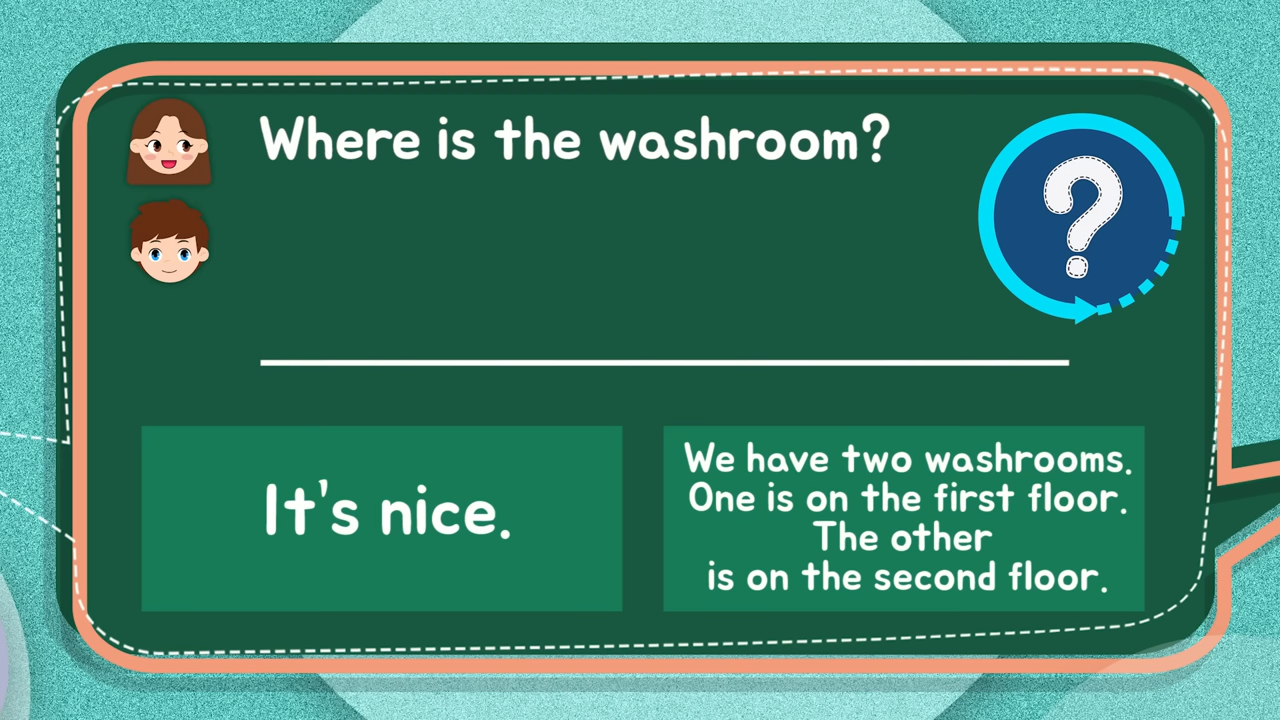 Where is the washroom?
?
It's nice.
We have two washrooms.
One is on the first floor.
The other
is on the second floor.